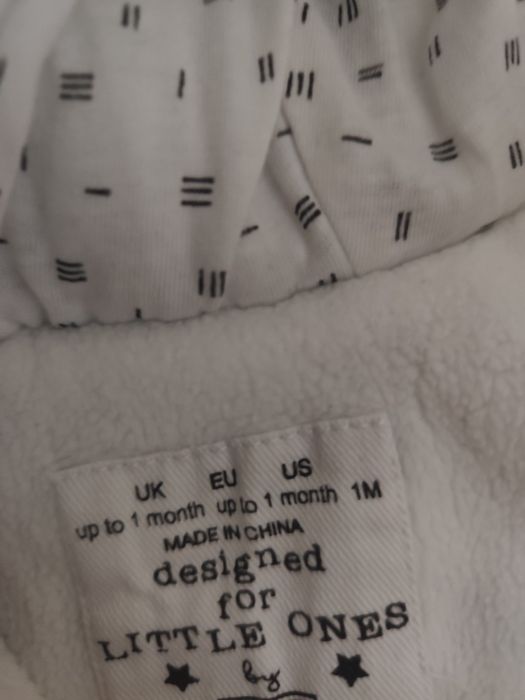 UK EU US
up to 1 month up to 1 month 1M
MADE IN CHINA
designed
for
LITTLE ONES
by